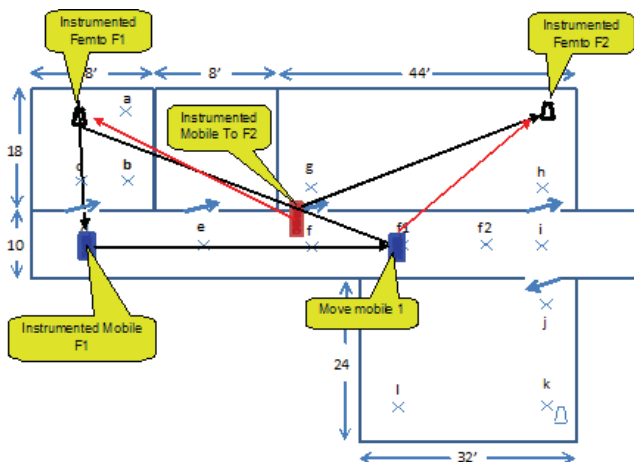 Instrumented
Femto F1
Instrumented
Femto F2
8’
8’
44’
a
Instrumented
Mobile To F2
18
c
b
g
h
10
e
f
f1
f2
i
Instrumented Mobile
F1
Move mobile 1
j
24
l
k
32’